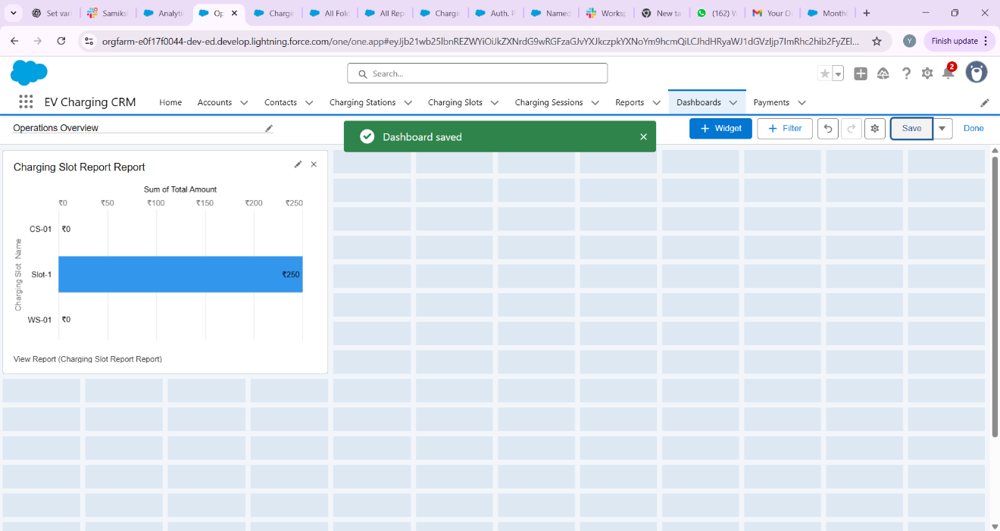 Set van
Samiksh
Analytic
Op
Chargin
All Fold
All Rep
Chargin
Auth. P
Named
Worksp
New ta
(162) W
Your O
Month
orgfarm-e0f17f0044-dev-ed.develop.lightning.force.com/one/one.app#eyJjb21wb25lbnREZWYiOiJkZXNrdG9wRGFzaGJvYXJkczpkYXNoYm9hcmQiLCJhdHRyaWJ1dGVzIjp7ImRhc2hib2FyZEl...
Y
Finish update
Search...
2
EV Charging CRM
Home
Accounts
Contacts
Charging Stations
Charging Slots
Charging Sessions
Reports
Dashboards
Payments
Operations Overview
Dashboard saved
+ Widget
+ Filter
Save
Done
Charging Slot Report Report
Sum of Total Amount
₹0 ₹50 ₹100 ₹150 ₹200 ₹250
Charging Slot Name
CS-01 ₹0
Slot-1 ₹250
WS-01 ₹0
View Report (Charging Slot Report Report)